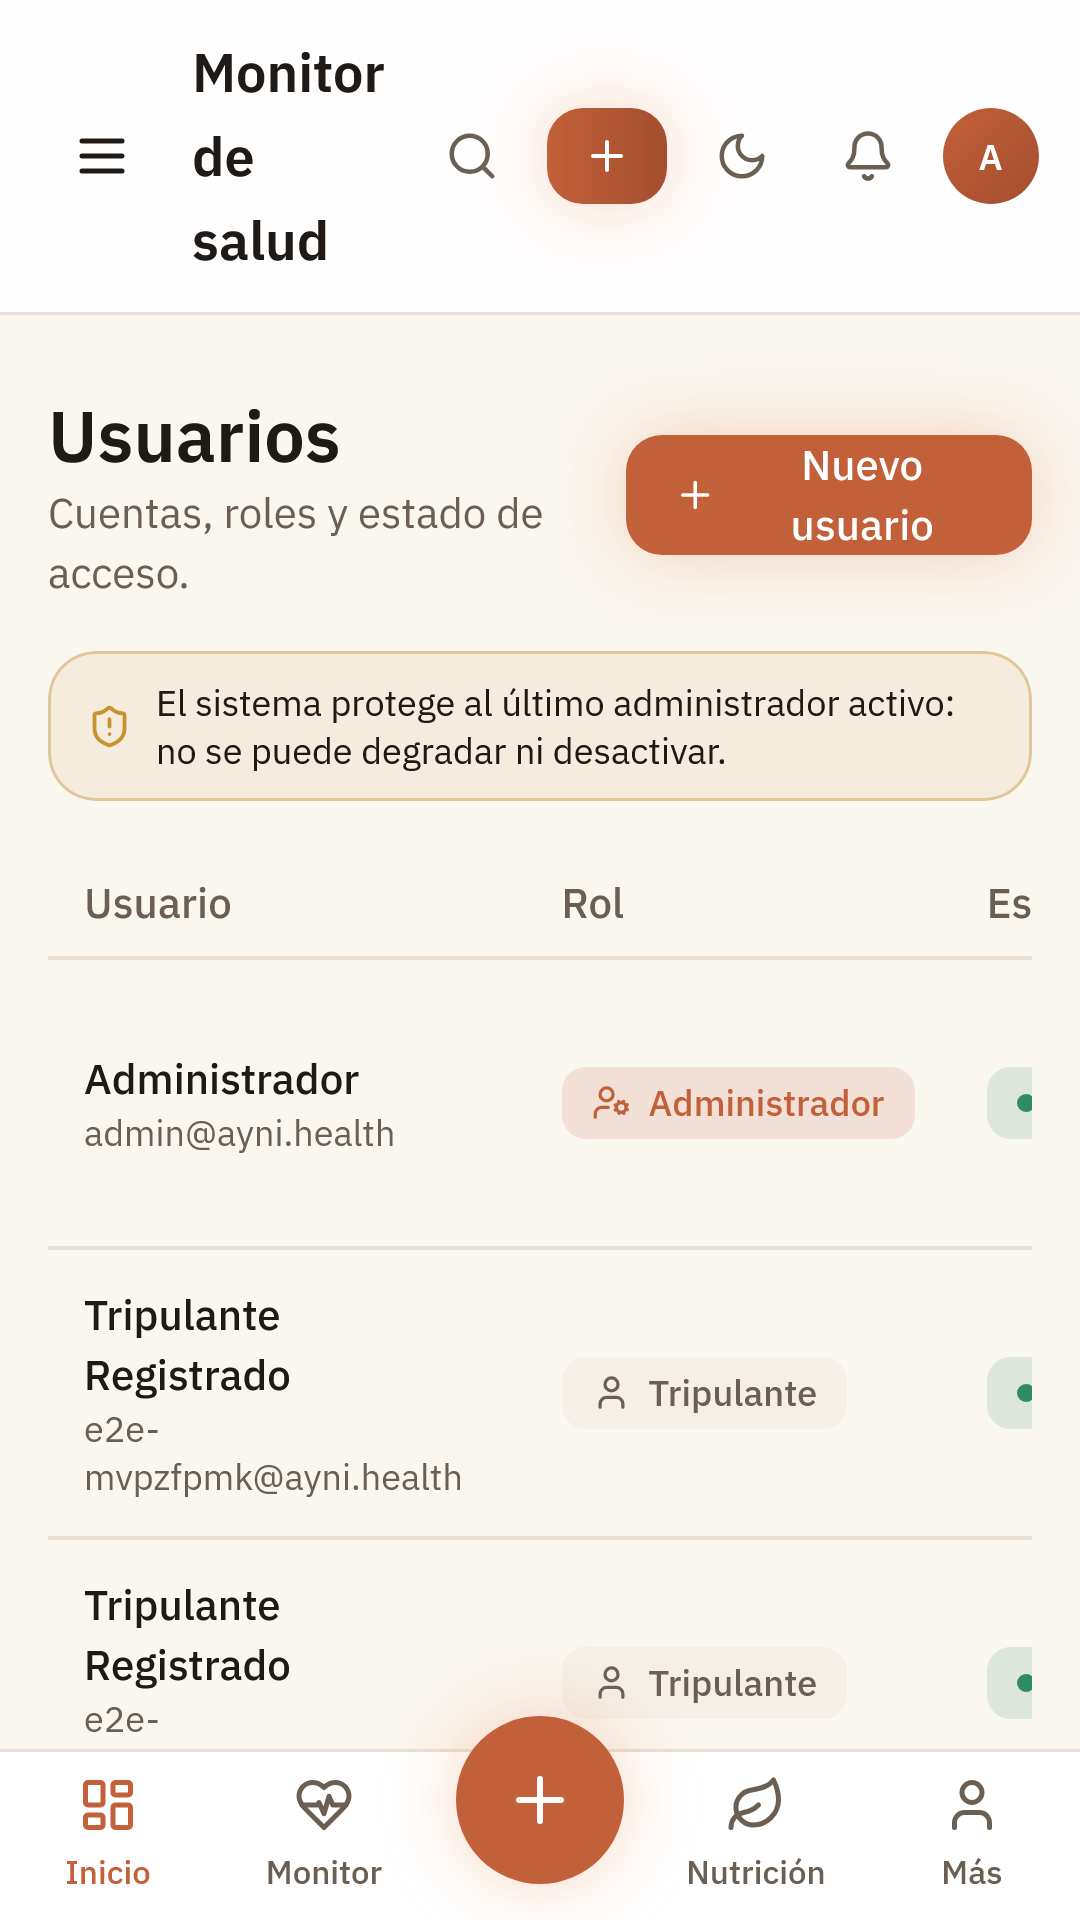 Monitor
de
salud
A
Usuarios
Cuentas, roles y estado de
acceso.
Nuevo
usuario
El sistema protege al último administrador activo:
no se puede degradar ni desactivar.
Usuario Rol Es
Administrador
admin@ayni.health
Administrador
Tripulante
Registrado
e2e-
mvpzfpmk@ayni.health
Tripulante
Tripulante
Registrado
e2e-
Tripulante
Inicio Monitor Nutrición Más